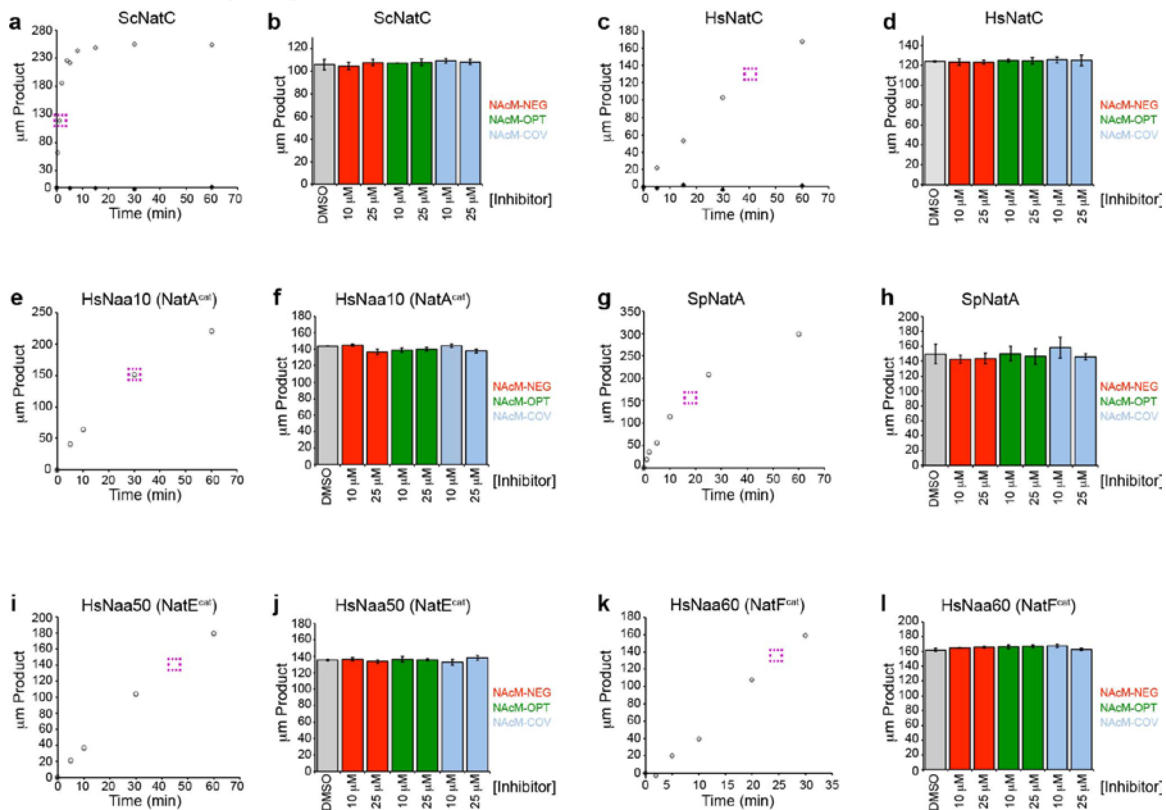 a
ScNatC
μm Product
280
230
180
130
80
30
0
0 10 20 30 40 50 60 70
Time (min)
b
ScNatC
μm Product
120
100
80
60
40
20
0
DMSO
10 μM
25 μM
10 μM
25 μM
10 μM
25 μM
[Inhibitor]
NAcM-NEG
NAcM-OPT
NAcM-COV
c
HsNatC
μm Product
180
160
140
120
100
80
60
40
20
0
0 10 20 30 40 50 60 70
Time (min)
d
HsNatC
μm Product
140
120
100
80
60
40
20
0
DMSO
10 μM
25 μM
10 μM
25 μM
10 μM
25 μM
[Inhibitor]
NAcM-NEG
NAcM-OPT
NAcM-COV
e
HsNaa10 (NatAcat)
μm Product
250
200
150
100
50
0
0 10 20 30 40 50 60 70
Time (min)
f
HsNaa10 (NatAcat)
μm Product
180
160
140
120
100
80
60
40
20
0
DMSO
10 μM
25 μM
10 μM
25 μM
10 μM
25 μM
[Inhibitor]
NAcM-NEG
NAcM-OPT
NAcM-COV
g
SpNatA
μm Product
350
300
250
200
150
100
50
0
0 10 20 30 40 50 60 70
Time (min)
h
SpNatA
μm Product
180
160
140
120
100
80
60
40
20
0
DMSO
10 μM
25 μM
10 μM
25 μM
10 μM
25 μM
[Inhibitor]
NAcM-NEG
NAcM-OPT
NAcM-COV
i
HsNaa50 (NatEcat)
μm Product
200
180
160
140
120
100
80
60
40
20
0
0 10 20 30 40 50 60 70
Time (min)
j
HsNaa50 (NatEcat)
μm Product
180
160
140
120
100
80
60
40
20
0
DMSO
10 μM
25 μM
10 μM
25 μM
10 μM
25 μM
[Inhibitor]
NAcM-NEG
NAcM-OPT
NAcM-COV
k
HsNaa60 (NatFcat)
μm Product
180
160
140
120
100
80
60
40
20
0
0 5 10 15 20 25 30 35
Time (min)
l
HsNaa60 (NatFcat)
μm Product
180
160
140
120
100
80
60
40
20
0
DMSO
10 μM
25 μM
10 μM
25 μM
10 μM
25 μM
[Inhibitor]
NAcM-NEG
NAcM-OPT
NAcM-COV